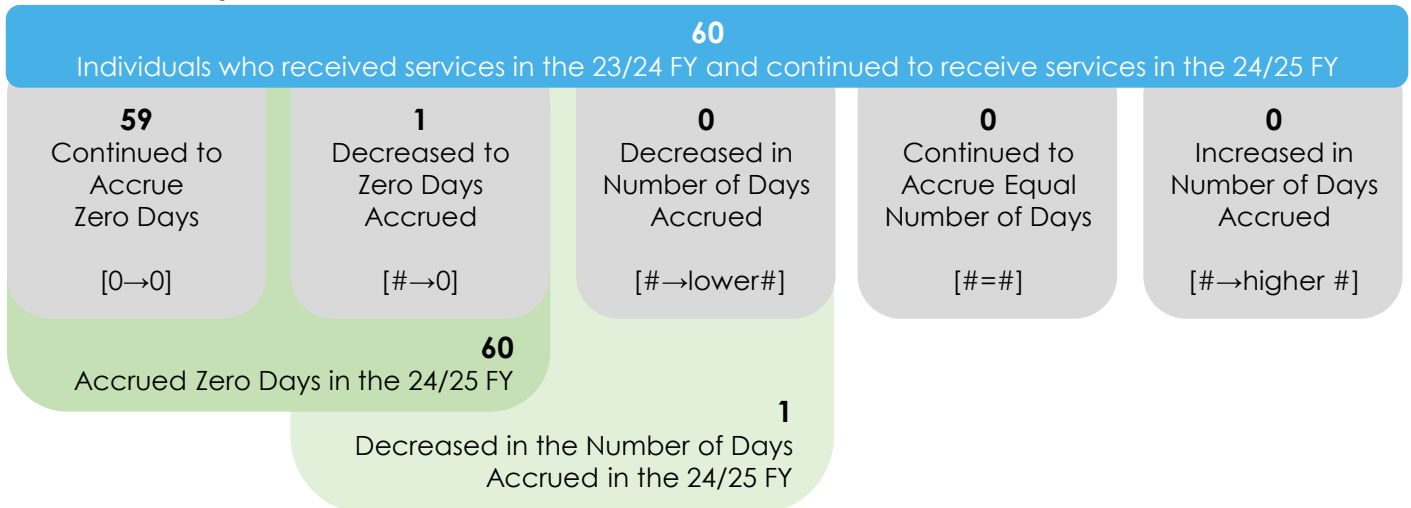 60
Individuals who received services in the 23/24 FY and continued to receive services in the 24/25 FY
59
Continued to
Accrue
Zero Days
[0→0]
1
Decreased to
Zero Days
Accrued
[#→0]
0
Decreased in
Number of Days
Accrued
[#→lower#]
0
Continued to
Accrue Equal
Number of Days
[#=#]
0
Increased in
Number of Days
Accrued
[#→higher #]
60
Accrued Zero Days in the 24/25 FY
1
Decreased in the Number of Days
Accrued in the 24/25 FY